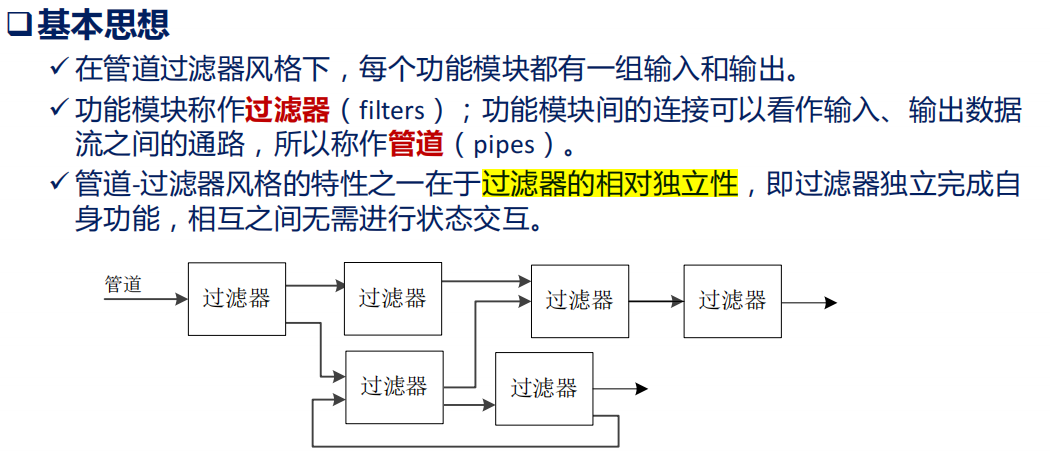 ❑基本思想
✓在管道过滤器风格下，每个功能模块都有一组输入和输出。
✓功能模块称作过滤器（filters）；功能模块间的连接可以看作输入、输出数据
流之间的通路，所以称作管道（pipes）。
✓管道-过滤器风格的特性之一在于过滤器的相对独立性，即过滤器独立完成自
身功能，相互之间无需进行状态交互。
管道
过滤器
过滤器
过滤器
过滤器
过滤器
过滤器